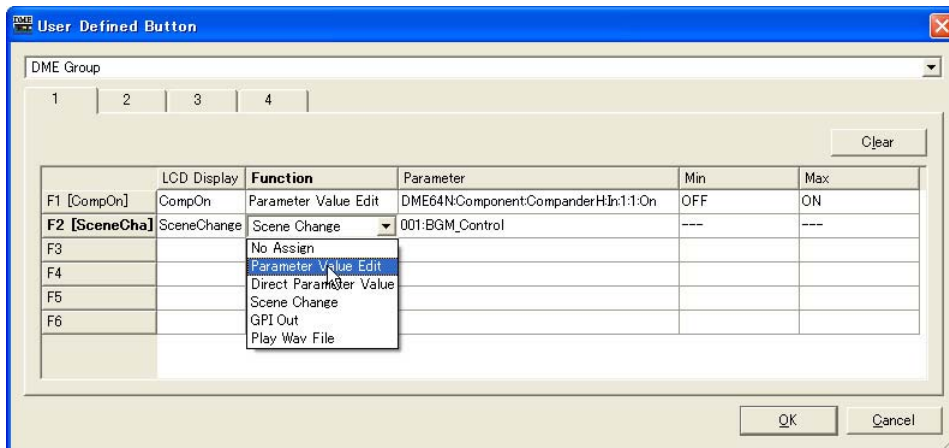 User Defined Button
DME Group
1 2 3 4
Clear
LCD Display Function Parameter Min Max
F1 [CompOn] CompOn Parameter Value Edit DME64N:Component:CompanderH:In:1:1:On OFF ON
F2 [SceneCha] SceneChange Scene Change 001:BGM_Control --- ---
F3 No Assign
Parameter Value Edit
F4 Direct Parameter Value
F5 Scene Change
F6 GPI Out
Play Wav File
OK Cancel